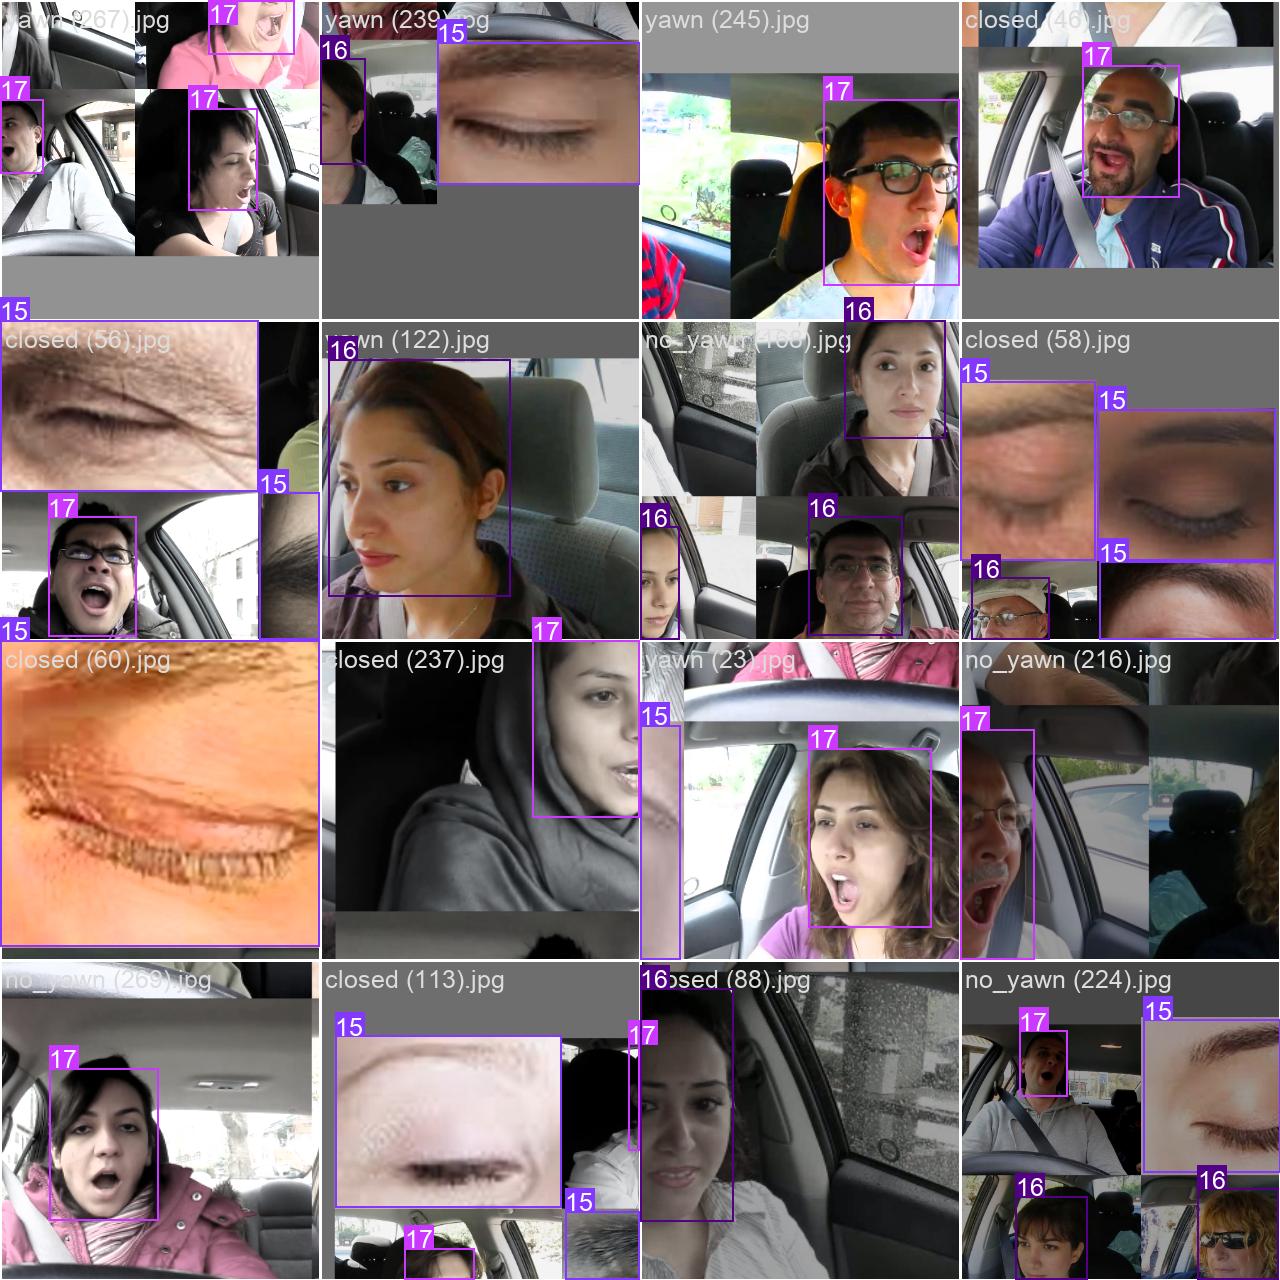 yawn (267).jpg
17
17
17
yawn (239).jpg
16
15
yawn (245).jpg
17
closed (46).jpg
17
15
closed (56).jpg
17
15
yawn (122).jpg
16
no_yawn (168).jpg
16
16
16
closed (58).jpg
15
15
16
15
15
closed (60).jpg
closed (237).jpg
17
yawn (23).jpg
15
17
no_yawn (216).jpg
17
no_yawn (269).jpg
17
closed (113).jpg
15
17
15
17
closed (88).jpg
16
no_yawn (224).jpg
17
15
16
16